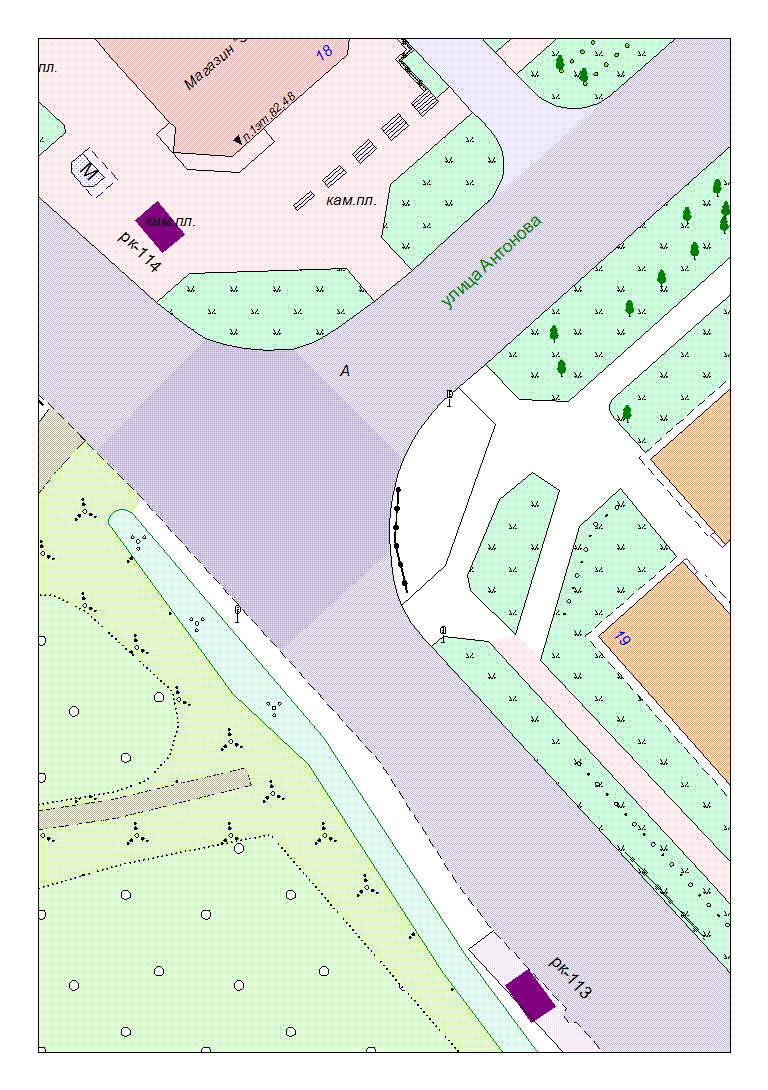 пл.
Магазин "З
18
п.1эт.82.48
М
кам.пл.
кам.пл.
рк-114
улица Антонова
А
19
рк-113